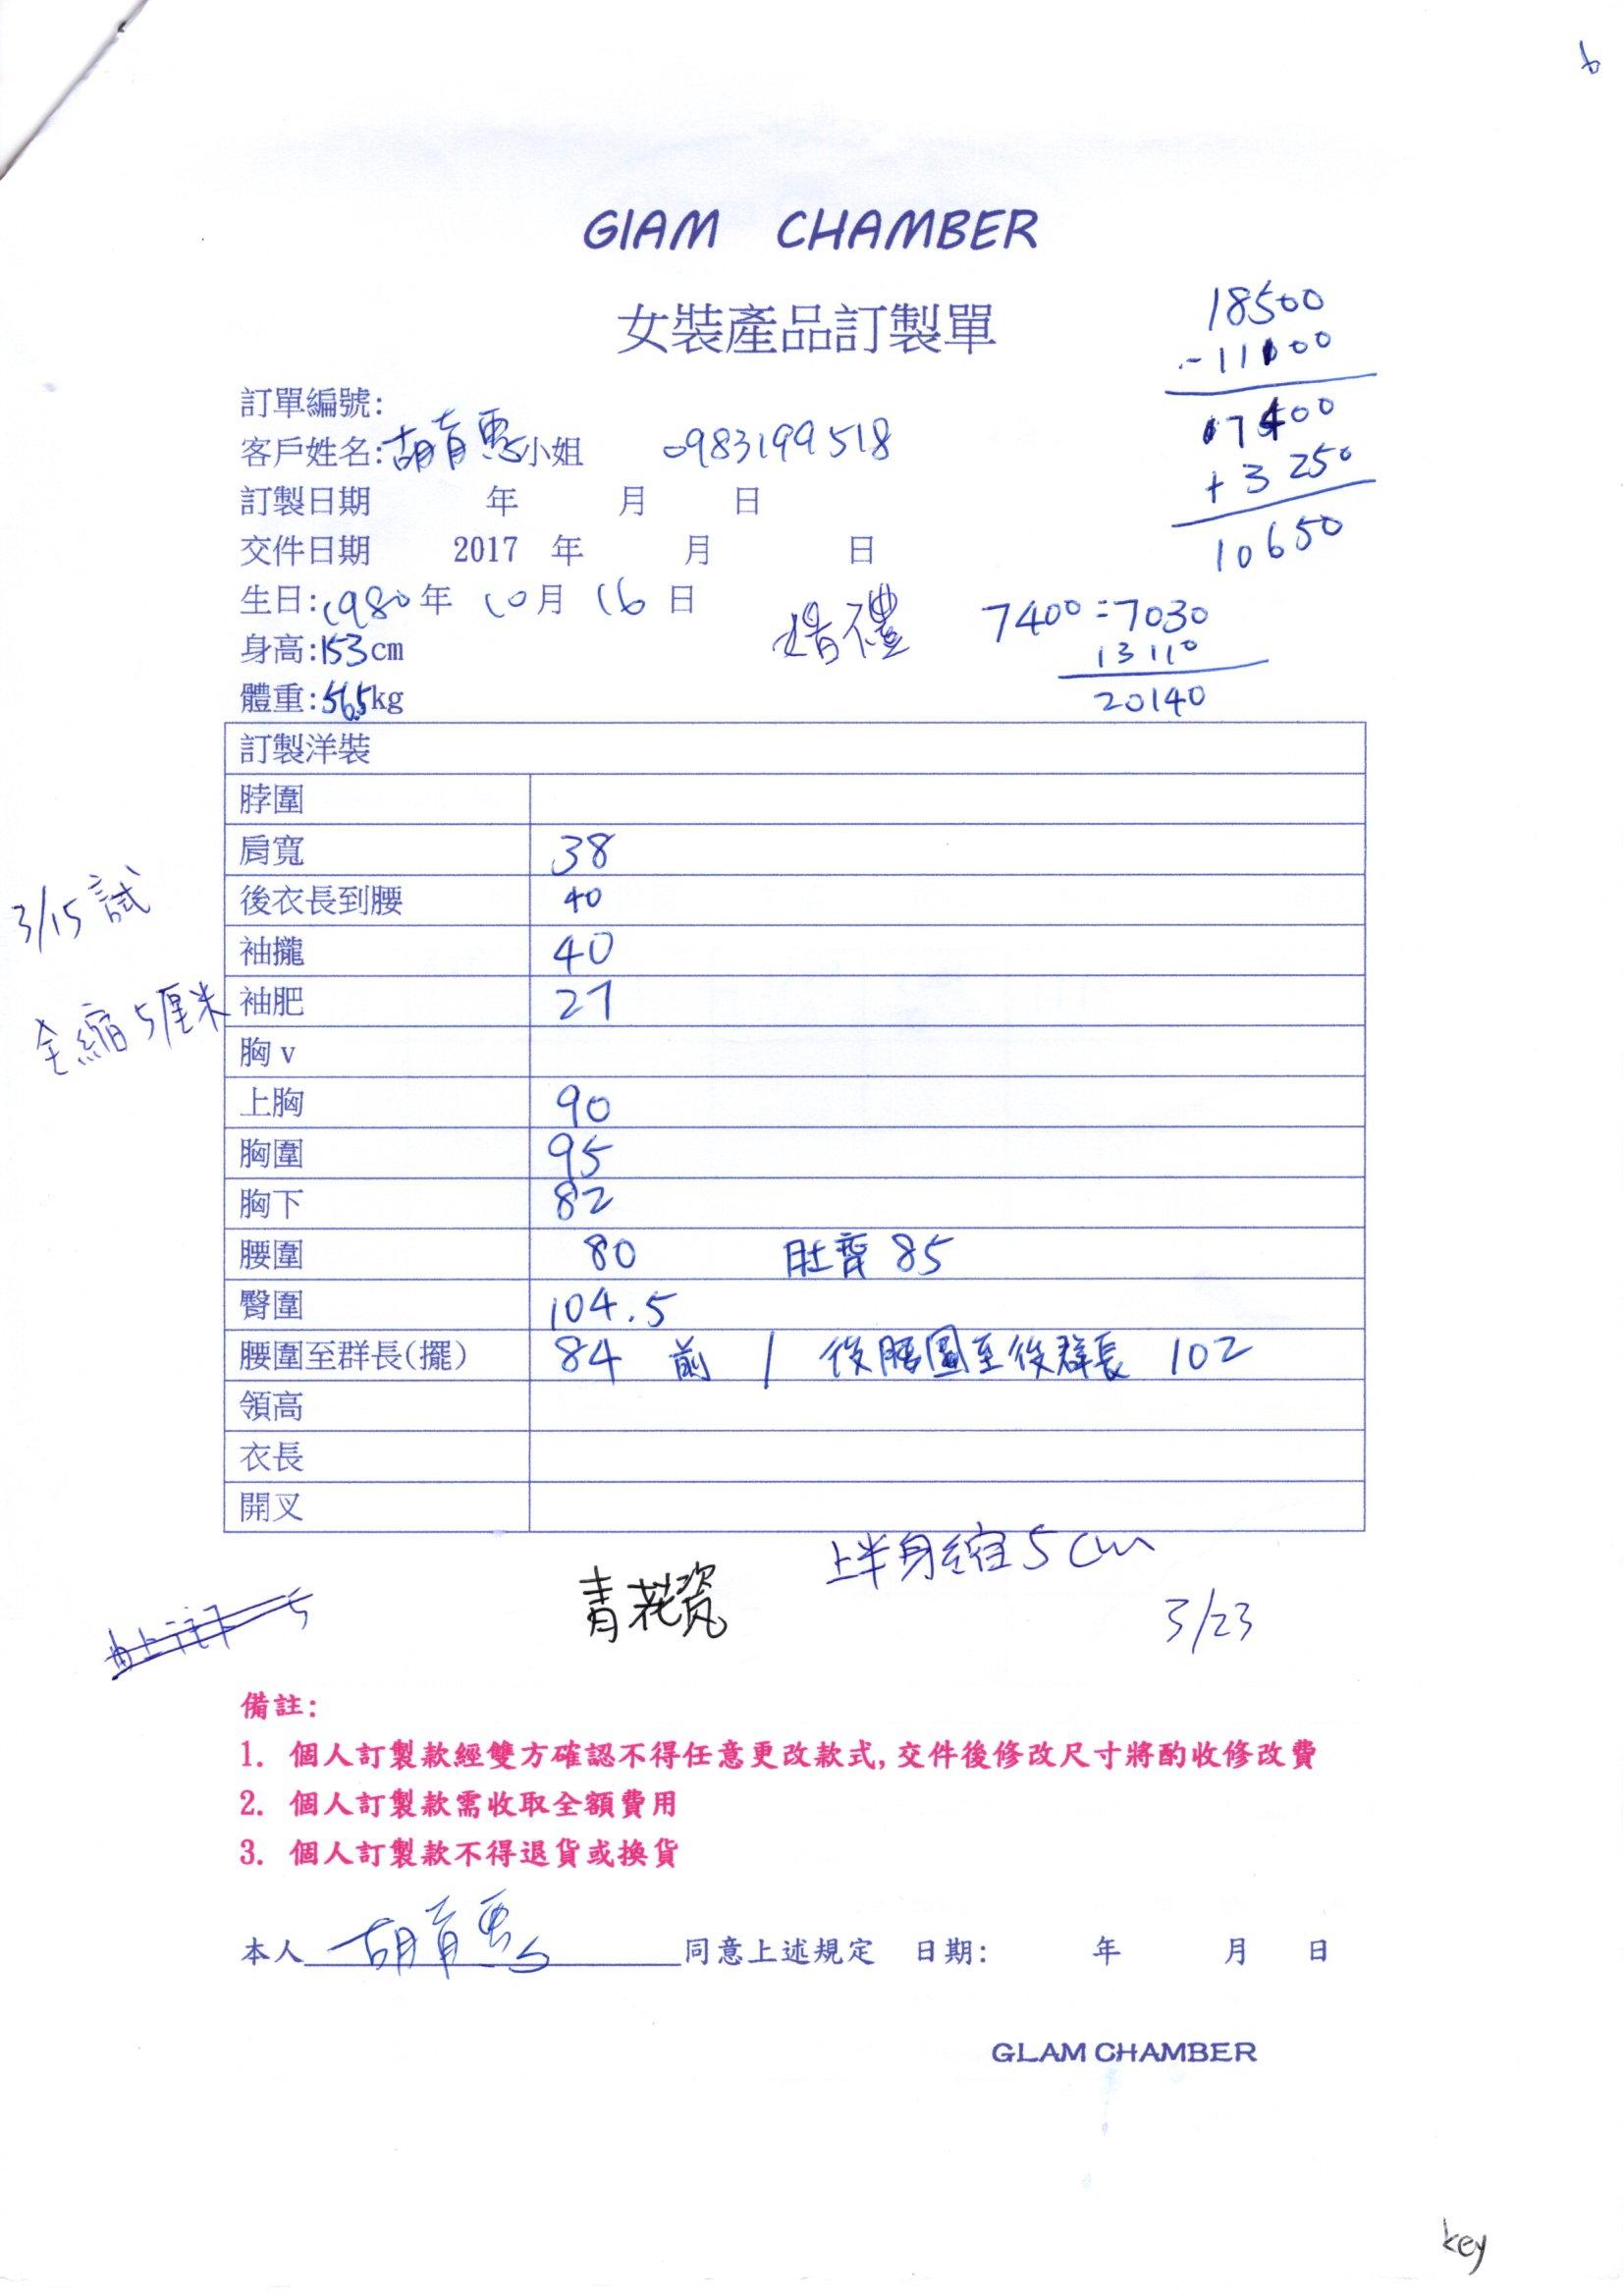 6
GIAM CHAMBER
女裝產品訂製單
18500
-11100
7400
+3250
10650
訂單編號:
客戶姓名:胡育惠小姐 0983199518
訂製日期 年 月 日
交件日期 2017 年 月 日
生日:1980年 10月 16日
婚禮
7400=7030
13110
20140
身高:153cm
體重:56.5kg
訂製洋裝
脖圍
肩寬 38
後衣長到腰 40
袖攏 40
袖肥 27
胸v
上胸 90
胸圍 95
胸下 82
腰圍 80 肚齊 85
臀圍 104.5
腰圍至群長(擺) 84 前 / 後腰圍至後群長 102
領高
衣長
開叉
3/15 試
全縮5厘米
上半身縮5cm
青花瓷
3/23
備註:
1. 個人訂製款經雙方確認不得任意更改款式,交件後修改尺寸將酌收修改費
2. 個人訂製款需收取全額費用
3. 個人訂製款不得退貨或換貨
本人 胡育惠 同意上述規定 日期: 年 月 日
GLAM CHAMBER
key